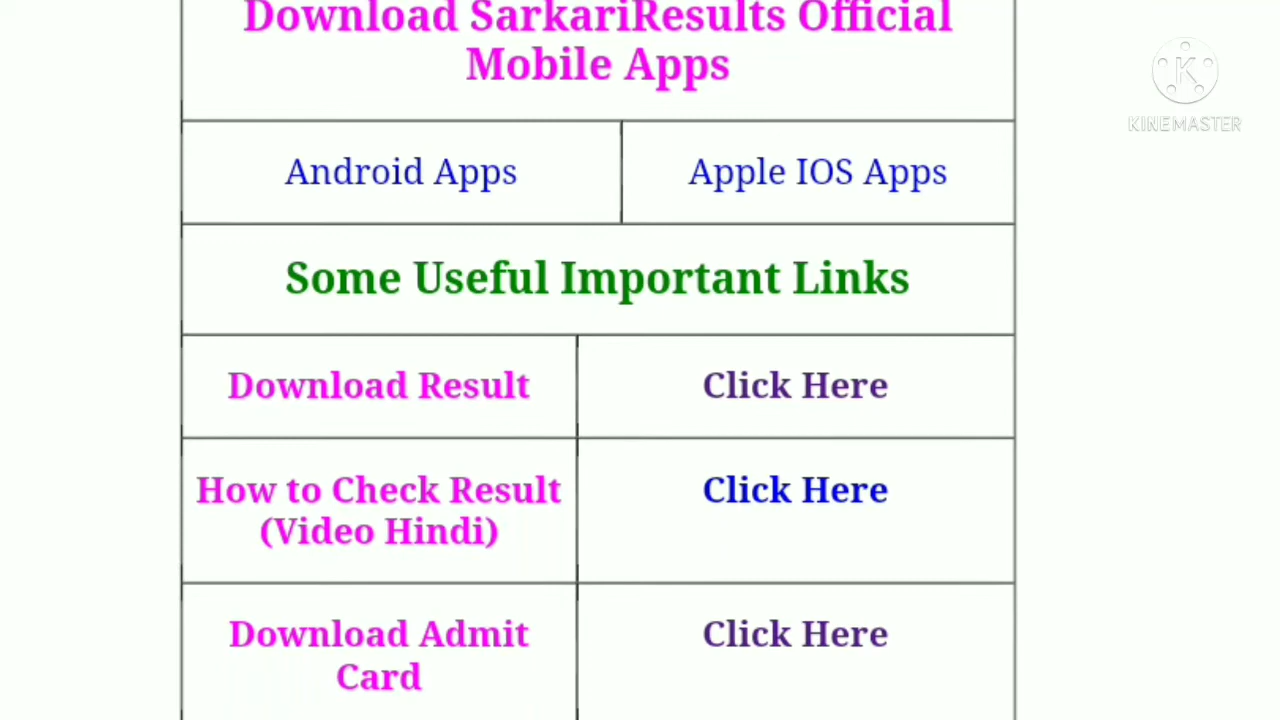 Download SarkariResults Official
Mobile Apps
KINEMASTER
Android Apps
Apple IOS Apps
Some Useful Important Links
Download Result
Click Here
How to Check Result
(Video Hindi)
Click Here
Download Admit
Card
Click Here